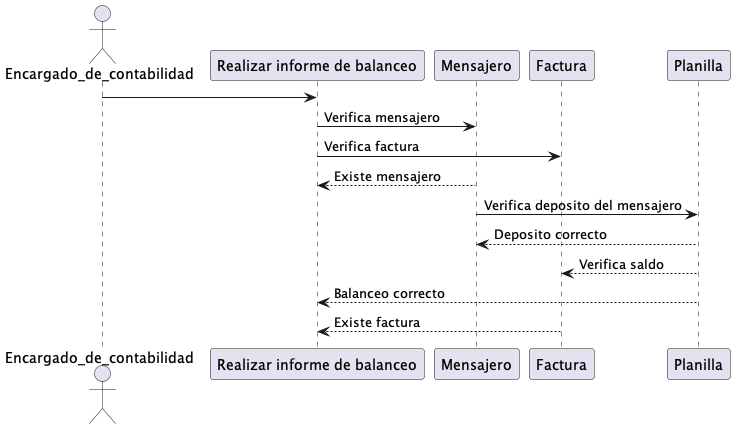 Encargado_de_contabilidad
Realizar informe de balanceo
Mensajero
Factura
Planilla
Verifica mensajero
Verifica factura
Existe mensajero
Verifica deposito del mensajero
Deposito correcto
Verifica saldo
Balanceo correcto
Existe factura
Encargado_de_contabilidad
Realizar informe de balanceo
Mensajero
Factura
Planilla